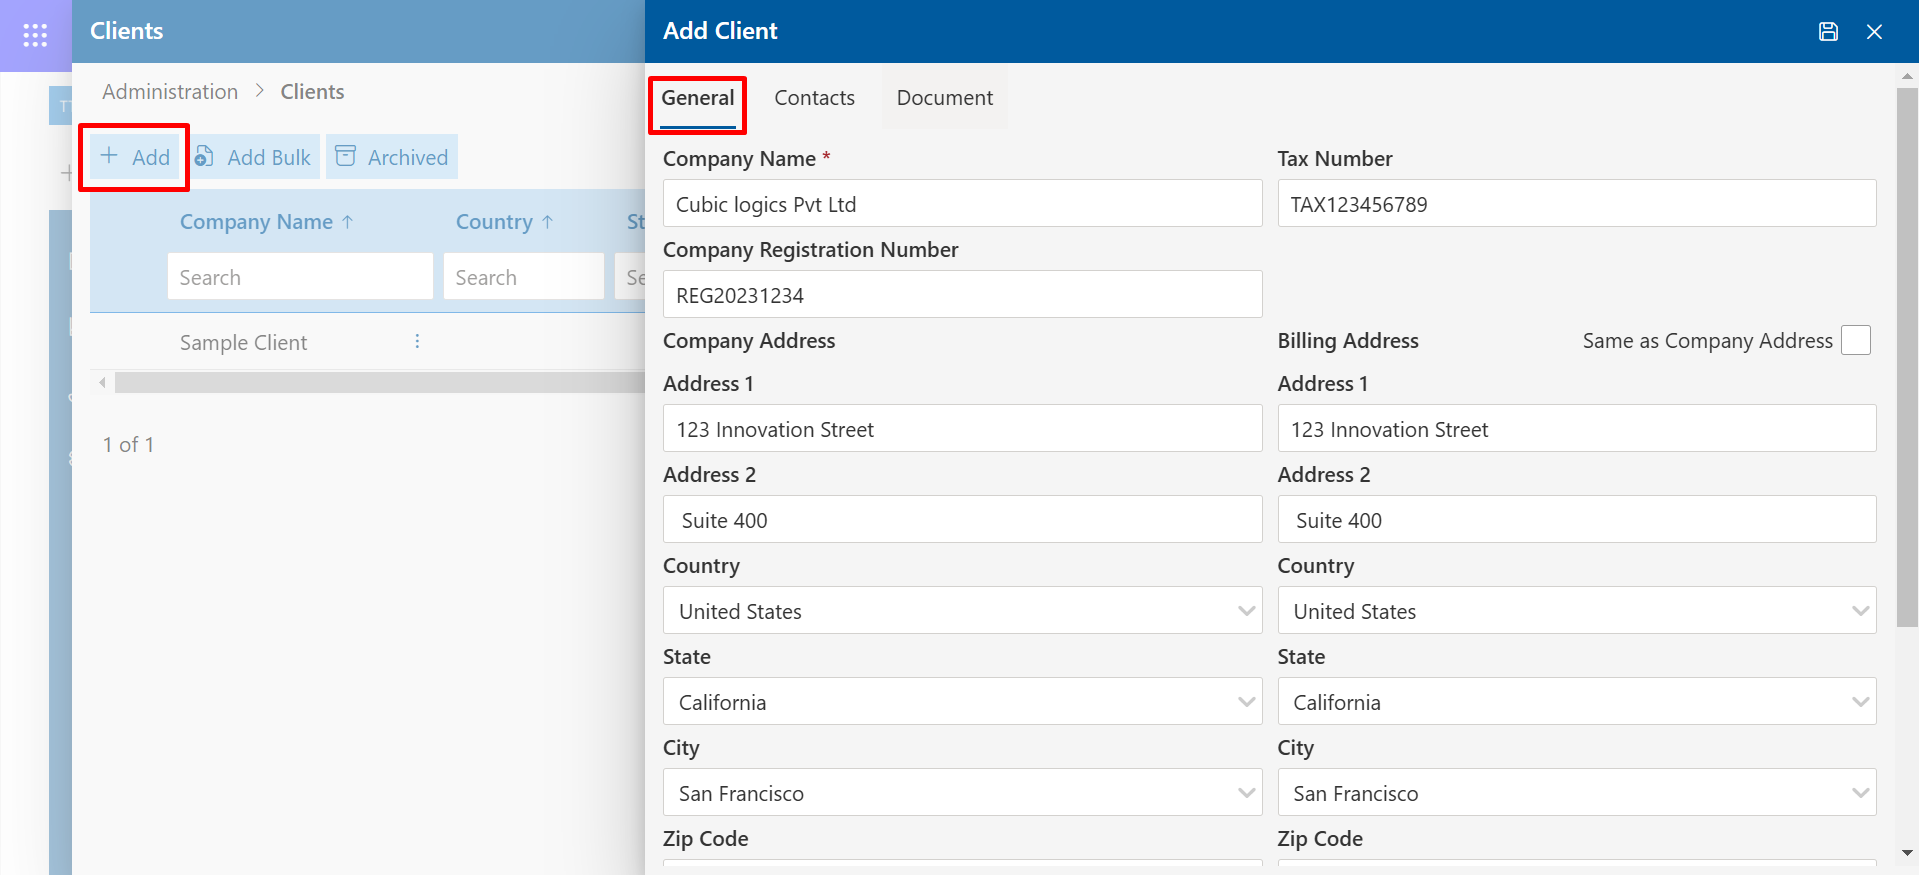 Clients
Administration > Clients
Add
Add Bulk
Archived
Company Name ↑
Country ↑
St
Search
Search
Se
Sample Client
1 of 1
Add Client
General
Contacts
Document
Company Name *
Tax Number
Cubic logics Pvt Ltd
TAX123456789
Company Registration Number
REG20231234
Company Address
Billing Address
Same as Company Address
Address 1
Address 1
123 Innovation Street
123 Innovation Street
Address 2
Address 2
Suite 400
Suite 400
Country
Country
United States
United States
State
State
California
California
City
City
San Francisco
San Francisco
Zip Code
Zip Code